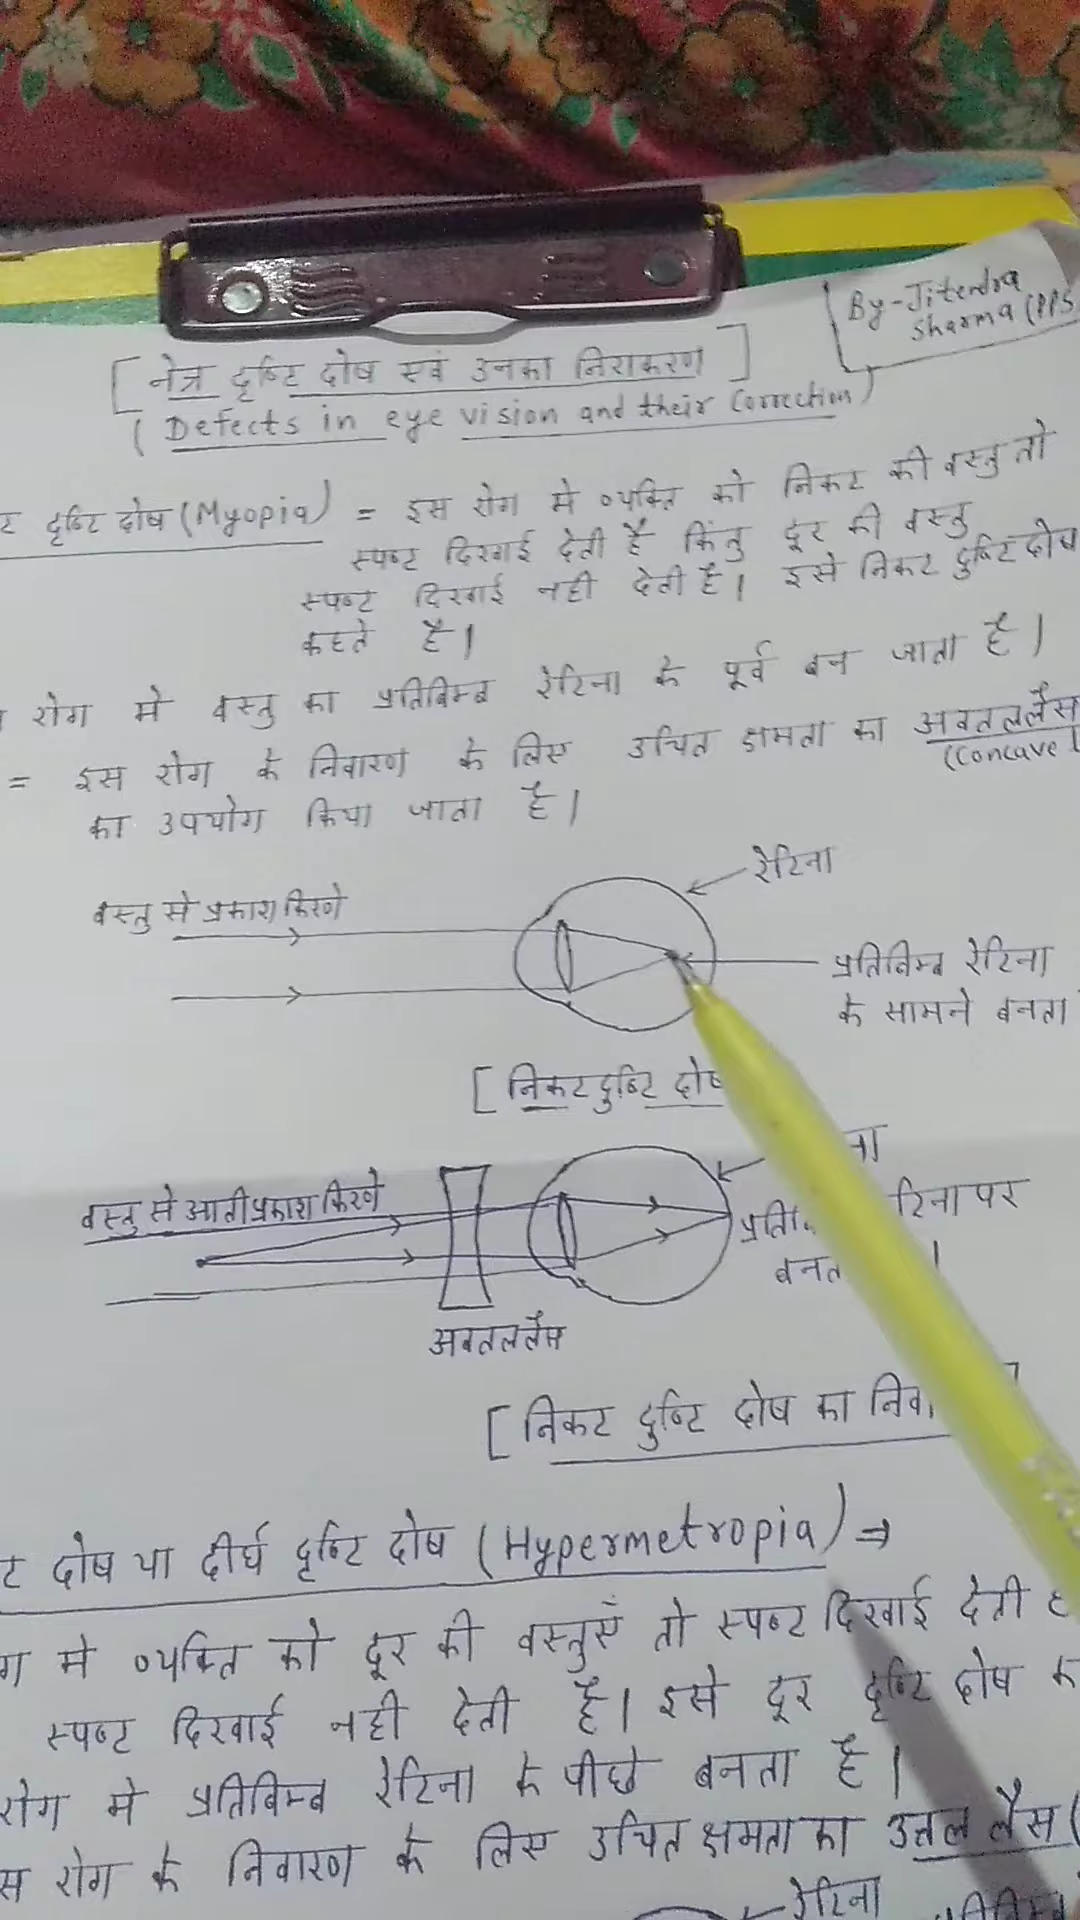 By-Jitendra
Sharma (PPS
[नेत्र दृष्टि दोष एवं उनका निराकरण]
(Defects in eye vision and their Correction)
ट दृष्टि दोष (Myopia) = इस रोग मे व्यक्ति को निकट की वस्तु तो
स्पष्ट दिखाई देती है किंतु दूर की वस्तु
स्पष्ट दिखाई नही देती है। इसे निकट दृष्टि दोष
कहते है।
रोग मे वस्तु का प्रतिबिम्ब रेटिना के पूर्व बन जाता है।
= इस रोग के निवारण के लिए उचित क्षमता का अवतल लैंस
(Concave
का उपयोग किया जाता है।
रेटिना
वस्तु से प्रकाश किरणे
प्रतिबिम्ब रेटिना
के सामने बनता
[निकट दृष्टि दोष
ना
वस्तु से आती प्रकाश किरणे
प्रति टिना पर
बनत ।
अवतल लैंस
[निकट दृष्टि दोष का निवा
ट दोष या दीर्घ दृष्टि दोष (Hypermetropia) →
ग मे व्यक्ति को दूर की वस्तुएं तो स्पष्ट दिखाई देती ह
स्पष्ट दिखाई नही देती है। इसे दूर दृष्टि दोष क
रोग मे प्रतिबिम्ब रेटिना के पीछे बनता है।
स रोग के निवारण के लिए उचित क्षमता का उत्तल लैंस (
रेटिना
प्रतिबिम्ब